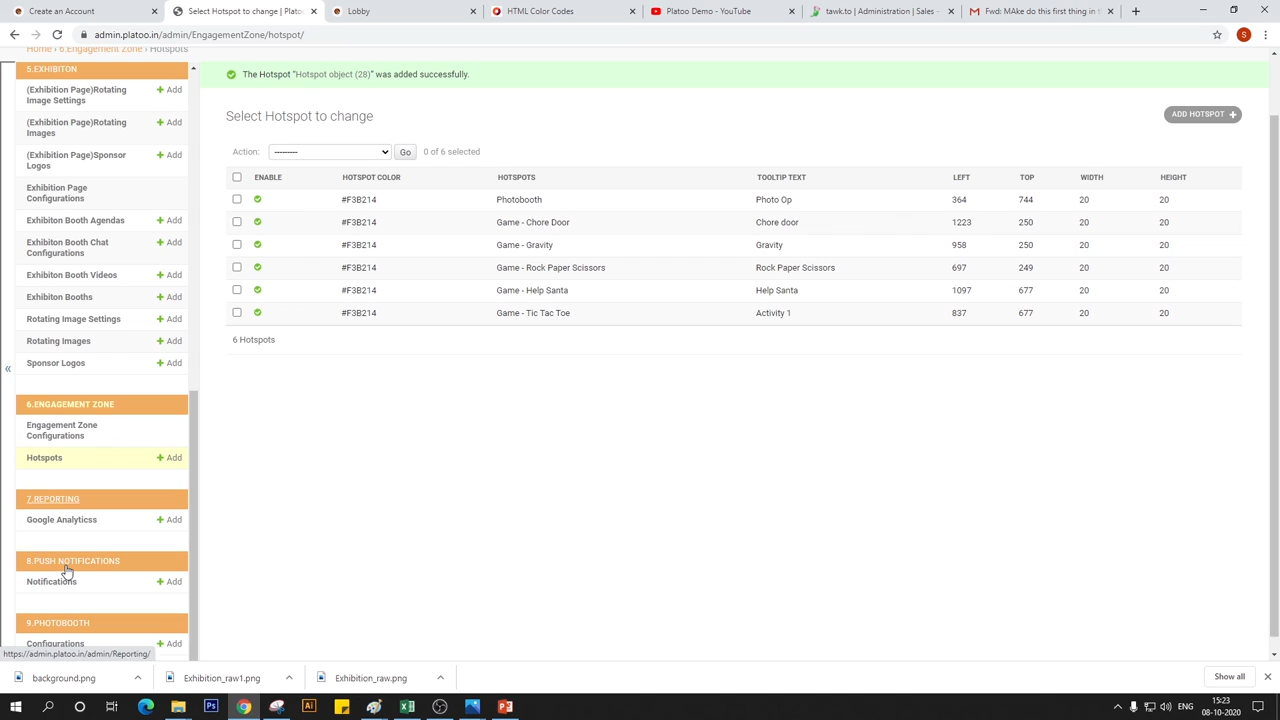 Create an Account
Select Hotspot to change | Platoo
Lobby
HTML Color Codes
Platoo Demo - YouTube
tawk.to | Administration | Sales -
Fwd: MAke do this first thing in t
admin.platoo.in/admin/EngagementZone/hotspot/
S
Home › 6.Engagement Zone › Hotspots
5.EXHIBITON
(Exhibition Page)Rotating
Image Settings
Add
(Exhibition Page)Rotating
Images
Add
(Exhibition Page)Sponsor
Logos
Add
Exhibition Page
Configurations
Exhibiton Booth Agendas
Add
Exhibiton Booth Chat
Configurations
Add
Exhibiton Booth Videos
Add
Exhibiton Booths
Add
Rotating Image Settings
Add
Rotating Images
Add
Sponsor Logos
Add
6.ENGAGEMENT ZONE
Engagement Zone
Configurations
Hotspots
Add
7.REPORTING
Google Analyticss
Add
8.PUSH NOTIFICATIONS
Notifications
Add
9.PHOTOBOOTH
Configurations
Add
https://admin.platoo.in/admin/Reporting/
The Hotspot "Hotspot object (28)" was added successfully.
Select Hotspot to change
ADD HOTSPOT
Action: --------- Go 0 of 6 selected
ENABLE HOTSPOT COLOR HOTSPOTS TOOLTIP TEXT LEFT TOP WIDTH HEIGHT
#F3B214 Photobooth Photo Op 364 744 20 20
#F3B214 Game - Chore Door Chore door 1223 250 20 20
#F3B214 Game - Gravity Gravity 958 250 20 20
#F3B214 Game - Rock Paper Scissors Rock Paper Scissors 697 249 20 20
#F3B214 Game - Help Santa Help Santa 1097 677 20 20
#F3B214 Game - Tic Tac Toe Activity 1 837 677 20 20
6 Hotspots
background.png
Exhibition_raw1.png
Exhibition_raw.png
Show all
15:23
08-10-2020